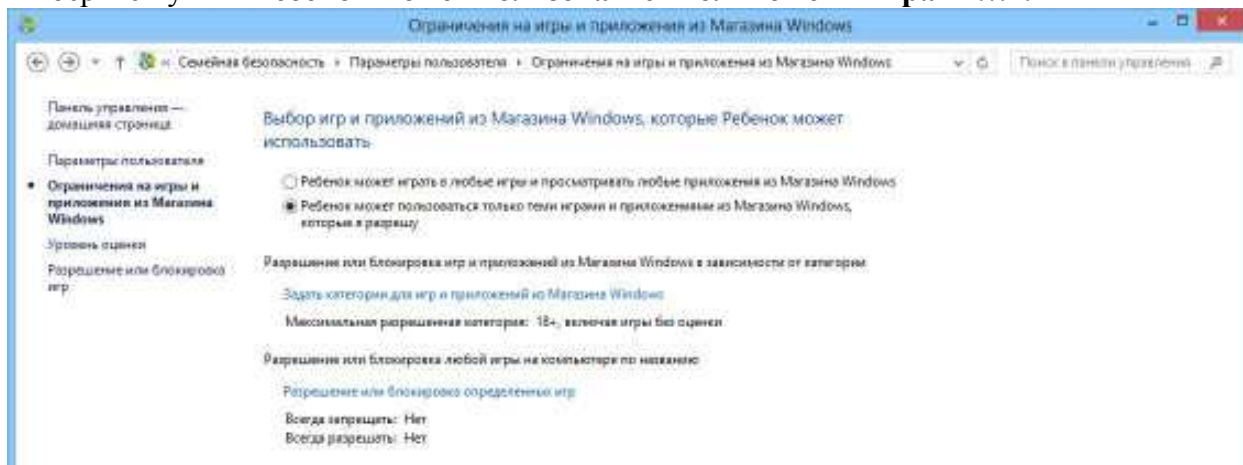 Ограничения на игры и приложения из Магазина Windows
« Семейная безопасность › Параметры пользователя › Ограничения на игры и приложения из Магазина Windows
Поиск в панели управления
Панель управления —
домашняя страница
Параметры пользователя
Ограничения на игры и
приложения из Магазина
Windows
Уровень оценки
Разрешение или блокировка
игр
Выбор игр и приложений из Магазина Windows, которые Ребенок может
использовать
Ребенок может играть в любые игры и просматривать любые приложения из Магазина Windows
Ребенок может пользоваться только теми играми и приложениями из Магазина Windows,
которые я разрешу
Разрешение или блокировка игр и приложений из Магазина Windows в зависимости от категории
Задать категории для игр и приложений из Магазина Windows
Максимальная разрешенная категория: 18+, включая игры без оценки
Разрешение или блокировка любой игры на компьютере по названию
Разрешение или блокировка определенных игр
Всегда запрещать: Нет
Всегда разрешать: Нет